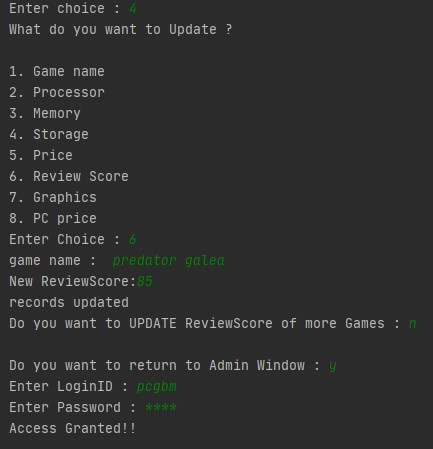 Enter choice : 4
What do you want to Update ?
1. Game name
2. Processor
3. Memory
4. Storage
5. Price
6. Review Score
7. Graphics
8. PC price
Enter Choice : 6
game name :  predator galea
New ReviewScore:85
records updated
Do you want to UPDATE ReviewScore of more Games : n
Do you want to return to Admin Window : y
Enter LoginID : pcgbm
Enter Password : ****
Access Granted!!